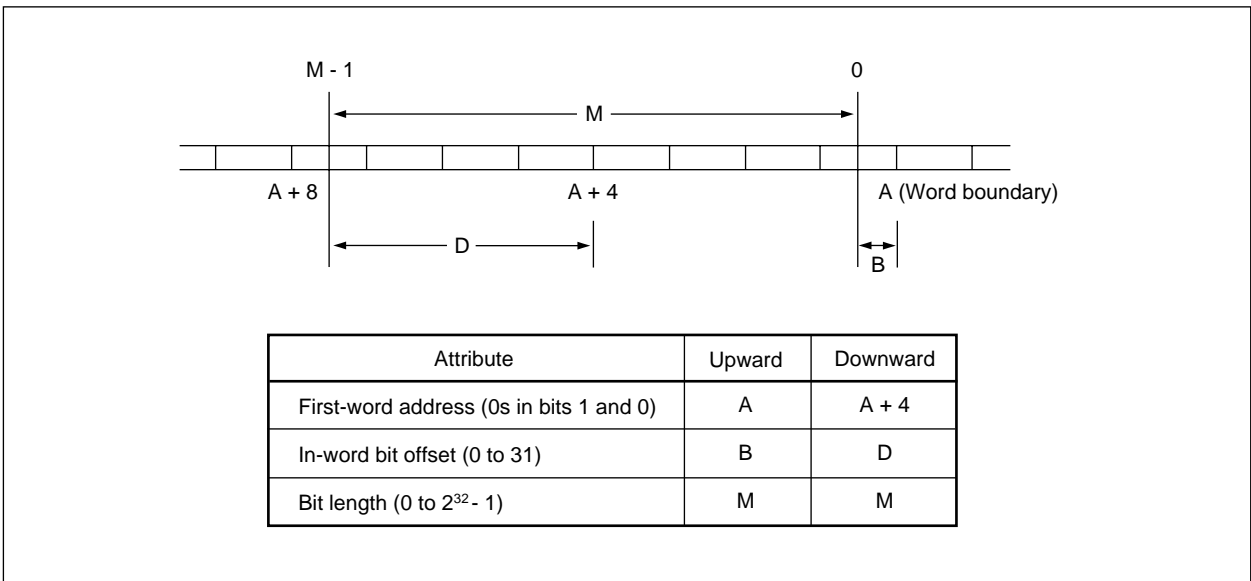 M - 1 0
M
A + 8 A + 4 A (Word boundary)
D
B
Attribute Upward Downward
First-word address (0s in bits 1 and 0) A A + 4
In-word bit offset (0 to 31) B D
Bit length (0 to 2³² - 1) M M